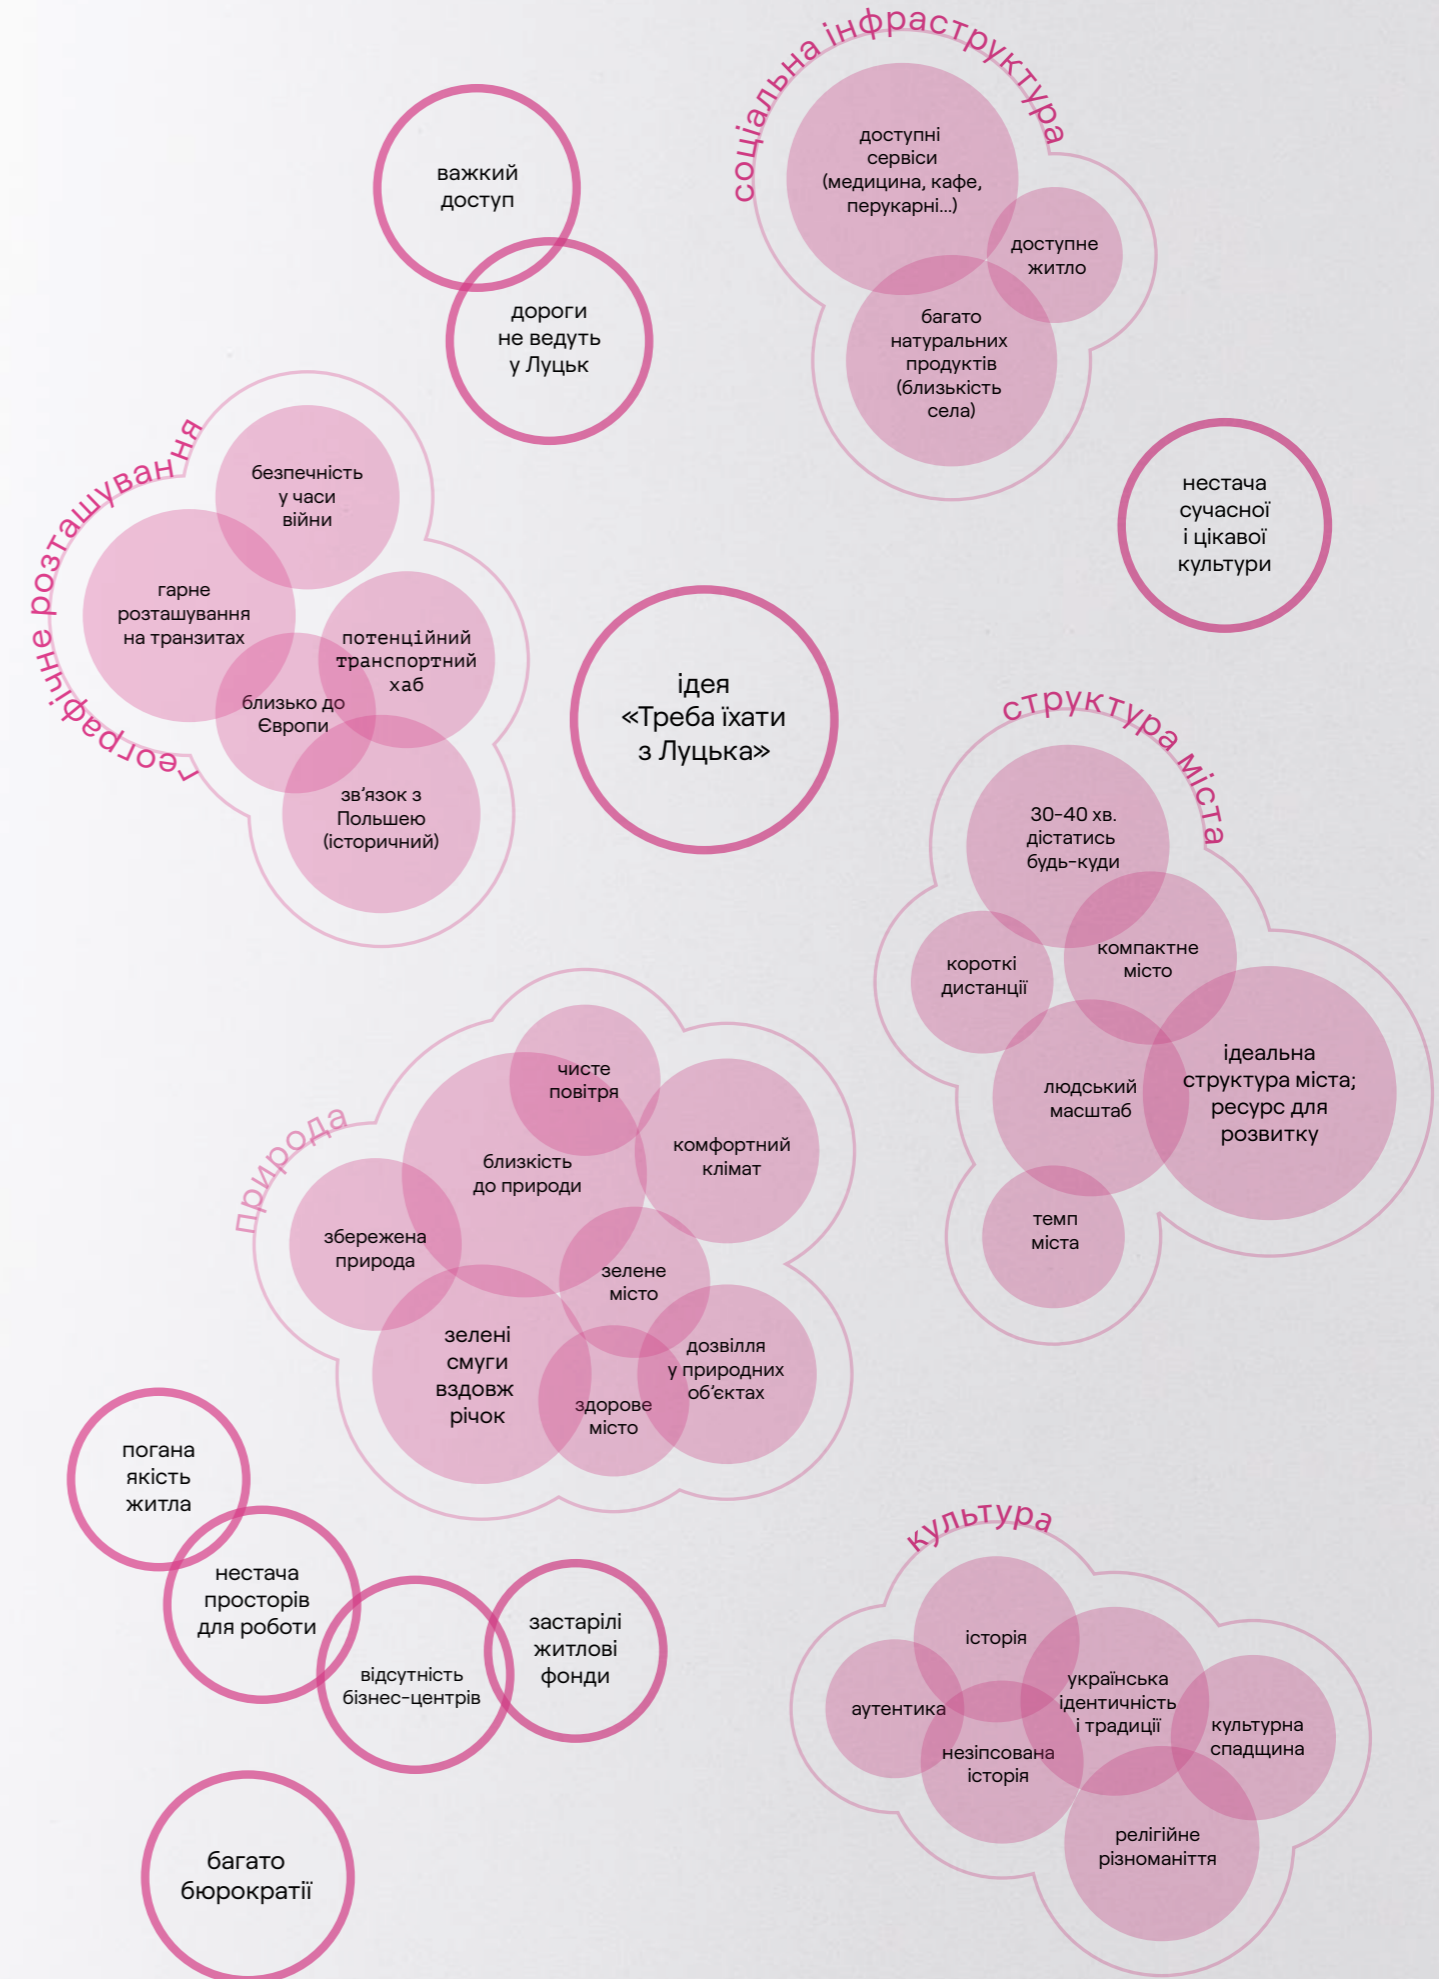 соціальна інфраструктура
доступні
сервіси
(медицина, кафе,
перукарні...)
доступне
житло
багато
натуральних
продуктів
(близькість
села)
важкий
доступ
дороги
не ведуть
у Луцьк
географічне розташування
безпечність
у часи
війни
гарне
розташування
на транзитах
потенційний
транспортний
хаб
близько до
Європи
зв'язок з
Польшею
(історичний)
нестача
сучасної
і цікавої
культури
ідея
«Треба їхати
з Луцька»
структура міста
30-40 хв.
дістатись
будь-куди
компактне
місто
короткі
дистанції
людський
масштаб
ідеальна
структура міста;
ресурс для
розвитку
темп
міста
природа
чисте
повітря
близкість
до природи
комфортний
клімат
збережена
природа
зелене
місто
зелені
смуги
вздовж
річок
дозвілля
у природних
об'єктах
здорове
місто
погана
якість
житла
нестача
просторів
для роботи
відсутність
бізнес-центрів
застарілі
житлові
фонди
багато
бюрократії
культура
історія
аутентика
українська
ідентичність
і традиції
культурна
спадщина
незіпсована
історія
релігійне
різноманіття